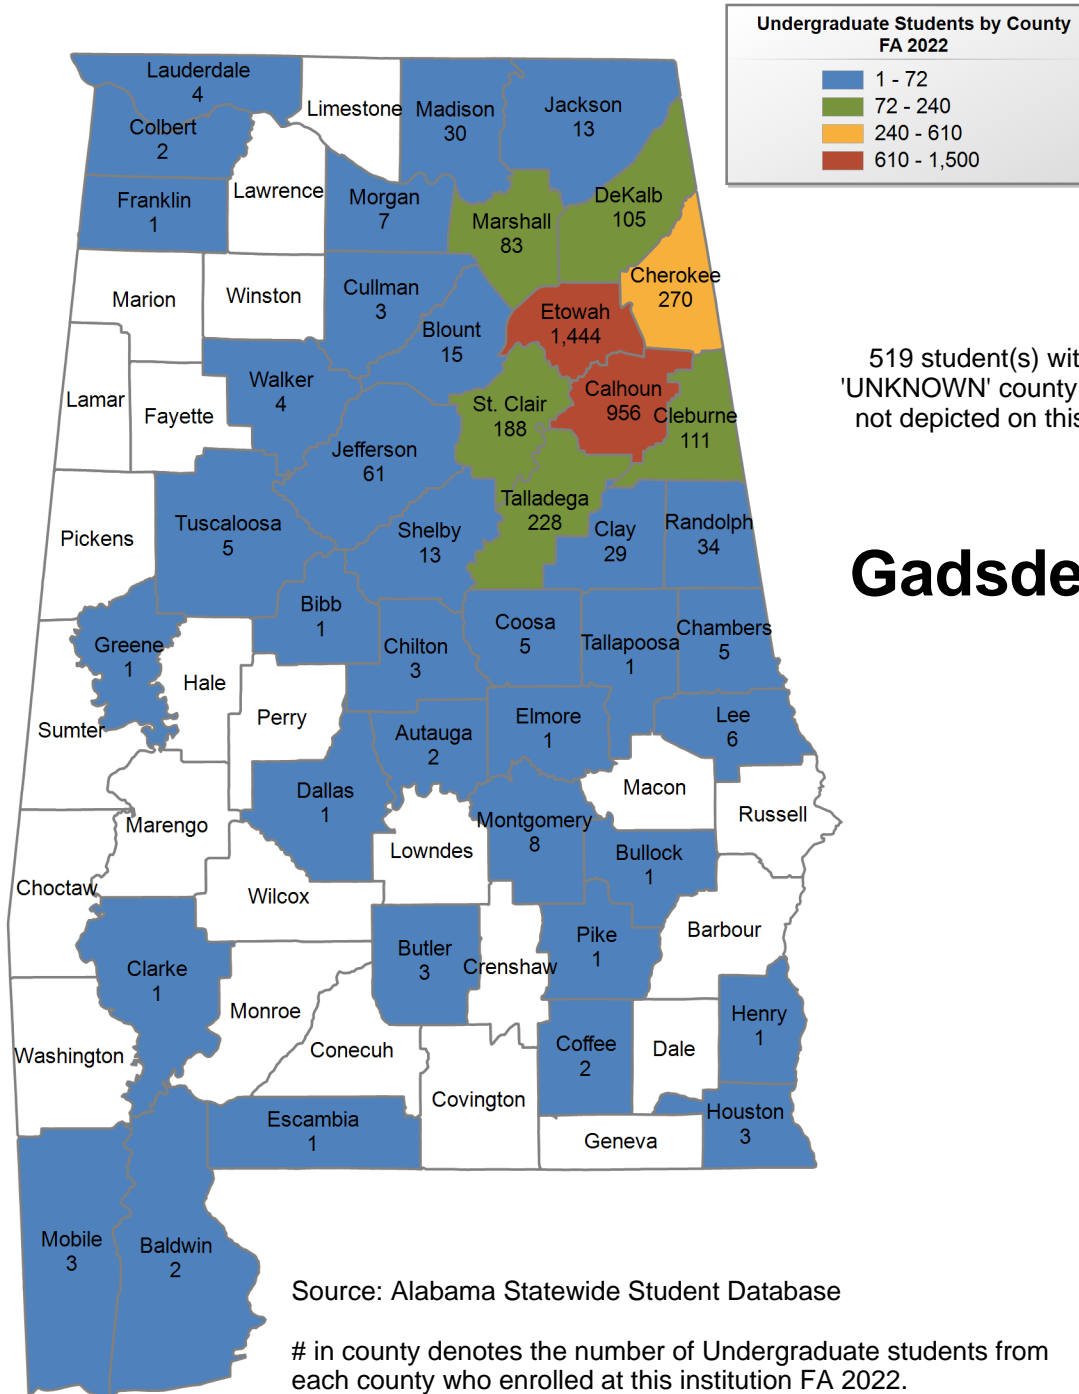 Undergraduate Students by County
FA 2022
1 - 72
72 - 240
240 - 610
610 - 1,500
Lauderdale
4
Limestone
Madison
30
Jackson
13
Colbert
2
Lawrence
Franklin
1
Morgan
7
Marshall
83
DeKalb
105
Cherokee
270
Marion
Winston
Cullman
3
Blount
15
Etowah
1,444
519 student(s) wit
'UNKNOWN' county
not depicted on this
Lamar
Fayette
Walker
4
St. Clair
188
Calhoun
956
Cleburne
111
Jefferson
61
Pickens
Tuscaloosa
5
Shelby
13
Talladega
228
Clay
29
Randolph
34
Gadsde
Bibb
1
Greene
1
Hale
Chilton
3
Coosa
5
Tallapoosa
1
Chambers
5
Sumter
Perry
Autauga
2
Elmore
1
Lee
6
Dallas
1
Macon
Russell
Marengo
Lowndes
Montgomery
8
Bullock
1
Choctaw
Wilcox
Barbour
Clarke
1
Butler
3
Crenshaw
Pike
1
Monroe
Henry
1
Washington
Conecuh
Coffee
2
Dale
Covington
Escambia
1
Geneva
Houston
3
Mobile
3
Baldwin
2
Source: Alabama Statewide Student Database
# in county denotes the number of Undergraduate students from
each county who enrolled at this institution FA 2022.